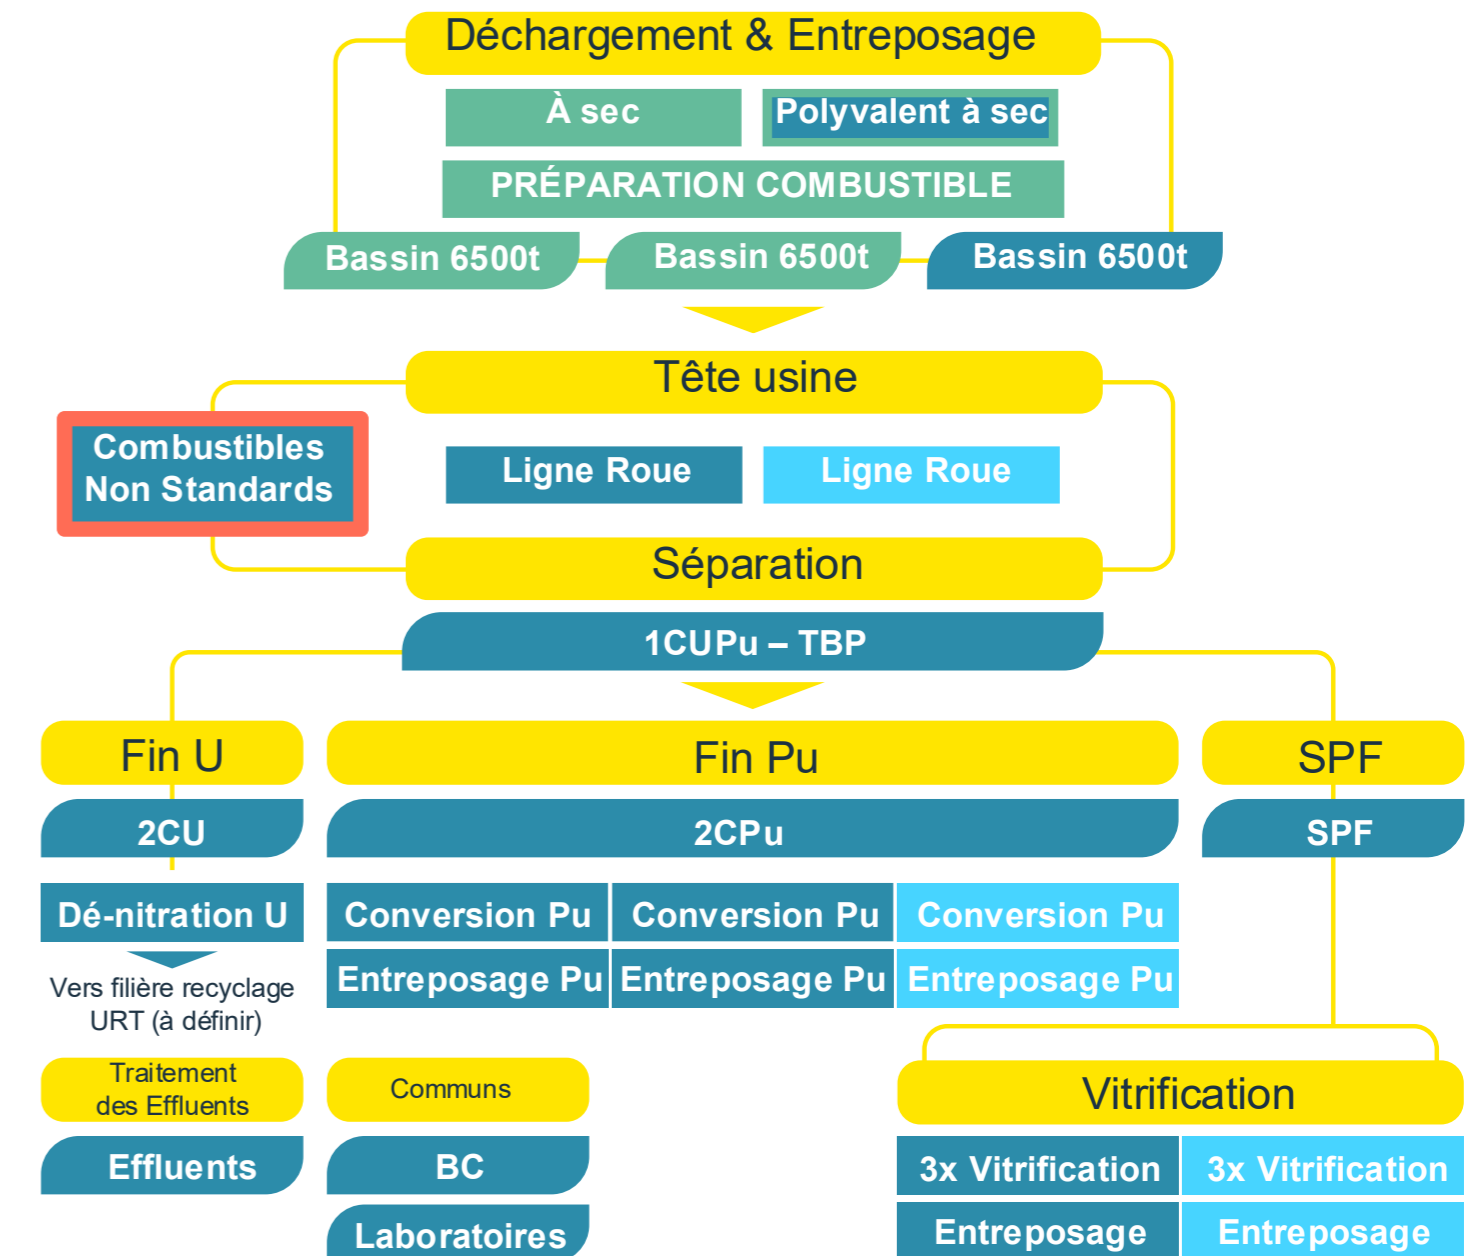 Déchargement & Entreposage
À sec
Polyvalent à sec
PRÉPARATION COMBUSTIBLE
Bassin 6500t
Bassin 6500t
Bassin 6500t
Tête usine
Combustibles
Non Standards
Ligne Roue
Ligne Roue
Séparation
1CUPu – TBP
Fin U
Fin Pu
SPF
2CU
2CPu
SPF
Dé-nitration U
Conversion Pu
Conversion Pu
Conversion Pu
Entreposage Pu
Entreposage Pu
Entreposage Pu
Vers filière recyclage
URT (à définir)
Traitement
des Effluents
Communs
Vitrification
Effluents
BC
3x Vitrification
3x Vitrification
Laboratoires
Entreposage
Entreposage